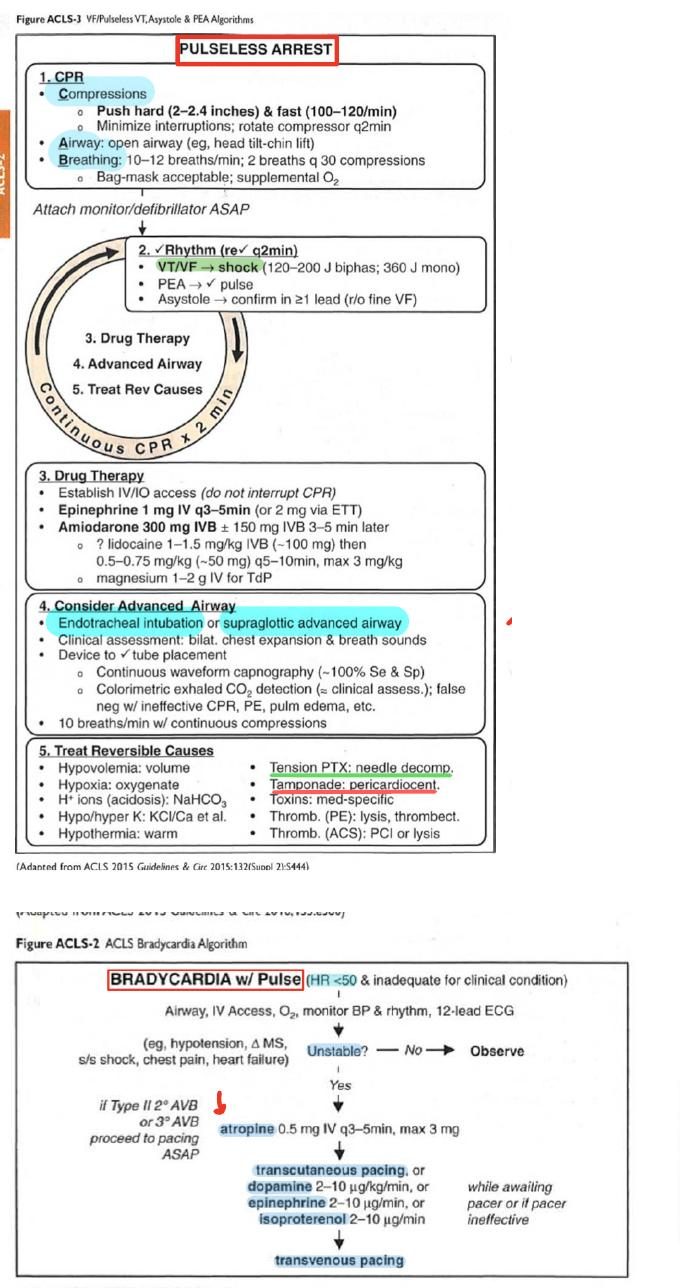 Figure ACLS-3 VF/Pulseless VT, Asystole & PEA Algorithms
PULSELESS ARREST
1. CPR
• Compressions
o Push hard (2–2.4 inches) & fast (100–120/min)
o Minimize interruptions; rotate compressor q2min
• Airway: open airway (eg, head tilt-chin lift)
• Breathing: 10–12 breaths/min; 2 breaths q 30 compressions
o Bag-mask acceptable; supplemental O₂
ACLS-2
Attach monitor/defibrillator ASAP
2. ✓Rhythm (re✓ q2min)
• VT/VF → shock (120–200 J biphas; 360 J mono)
• PEA → ✓ pulse
• Asystole → confirm in ≥1 lead (r/o fine VF)
3. Drug Therapy
4. Advanced Airway
5. Treat Rev Causes
Continuous CPR x 2 min
3. Drug Therapy
• Establish IV/IO access (do not interrupt CPR)
• Epinephrine 1 mg IV q3–5min (or 2 mg via ETT)
• Amiodarone 300 mg IVB ± 150 mg IVB 3–5 min later
o ? lidocaine 1–1.5 mg/kg IVB (~100 mg) then
0.5–0.75 mg/kg (~50 mg) q5–10min, max 3 mg/kg
o magnesium 1–2 g IV for TdP
4. Consider Advanced Airway
• Endotracheal intubation or supraglottic advanced airway
• Clinical assessment: bilat. chest expansion & breath sounds
• Device to ✓ tube placement
o Continuous waveform capnography (~100% Se & Sp)
o Colorimetric exhaled CO₂ detection (≈ clinical assess.); false
neg w/ ineffective CPR, PE, pulm edema, etc.
• 10 breaths/min w/ continuous compressions
5. Treat Reversible Causes
• Hypovolemia: volume
• Hypoxia: oxygenate
• H⁺ ions (acidosis): NaHCO₃
• Hypo/hyper K: KCl/Ca et al.
• Hypothermia: warm
• Tension PTX: needle decomp.
• Tamponade: pericardiocent.
• Toxins: med-specific
• Thromb. (PE): lysis, thrombect.
• Thromb. (ACS): PCI or lysis
(Adapted from ACLS 2015 Guidelines & Circ 2015;132(Suppl 2):S444)
Figure ACLS-2 ACLS Bradycardia Algorithm
BRADYCARDIA w/ Pulse (HR <50 & inadequate for clinical condition)
Airway, IV Access, O₂, monitor BP & rhythm, 12-lead ECG
(eg, hypotension, Δ MS,
s/s shock, chest pain, heart failure)
Unstable? — No → Observe
Yes
if Type II 2° AVB
or 3° AVB
proceed to pacing
ASAP
atropine 0.5 mg IV q3–5min, max 3 mg
transcutaneous pacing, or
dopamine 2–10 μg/kg/min, or
epinephrine 2–10 μg/min, or
isoproterenol 2–10 μg/min
while awaiting
pacer or if pacer
ineffective
transvenous pacing